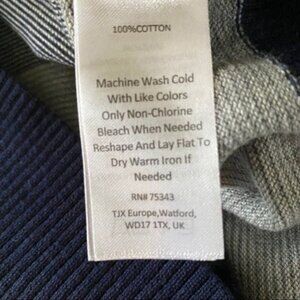 100%COTTON
Machine Wash Cold
With Like Colors
Only Non-Chlorine
Bleach When Needed
Reshape And Lay Flat To
Dry Warm Iron If
Needed
RN# 75343
TJX Europe,Watford,
WD17 1TX, UK